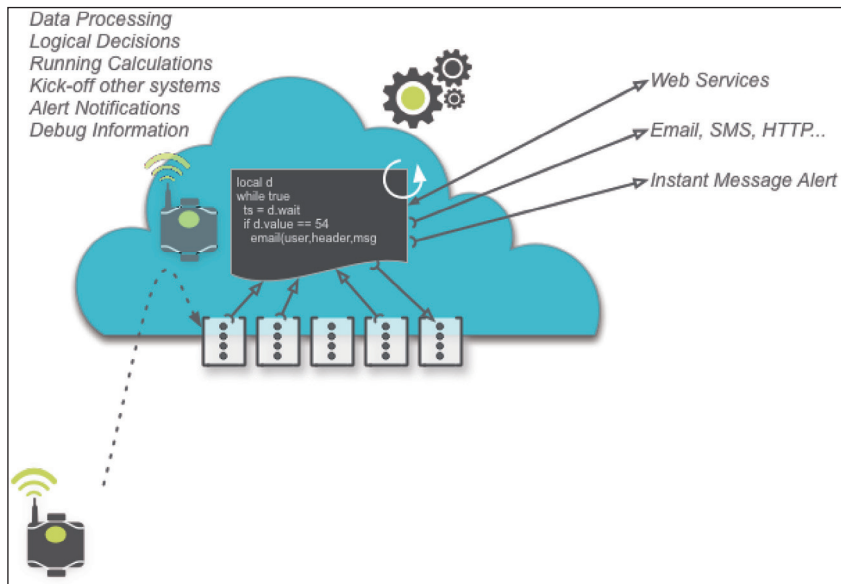 Data Processing
Logical Decisions
Running Calculations
Kick-off other systems
Alert Notifications
Debug Information
Web Services
Email, SMS, HTTP...
Instant Message Alert
local d
while true
ts = d.wait
if d.value == 54
email(user,header,msg